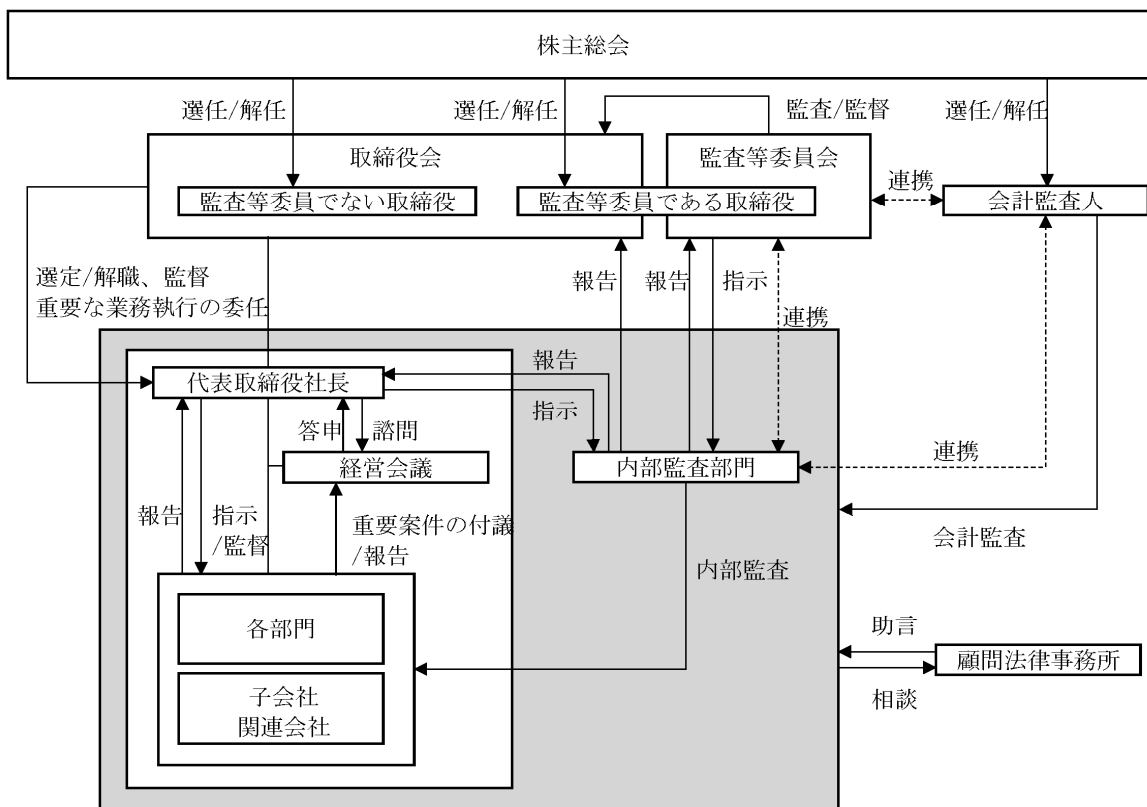 株主総会
選任/解任
選任/解任
監査/監督
選任/解任
取締役会
監査等委員会
連携
監査等委員でない取締役
監査等委員である取締役
会計監査人
選定/解職、監督
重要な業務執行の委任
報告
報告
指示
連携
報告
代表取締役社長
指示
答申
諮問
経営会議
内部監査部門
連携
報告
指示
/監督
重要案件の付議
/報告
会計監査
内部監査
各部門
助言
顧問法律事務所
子会社
関連会社
相談